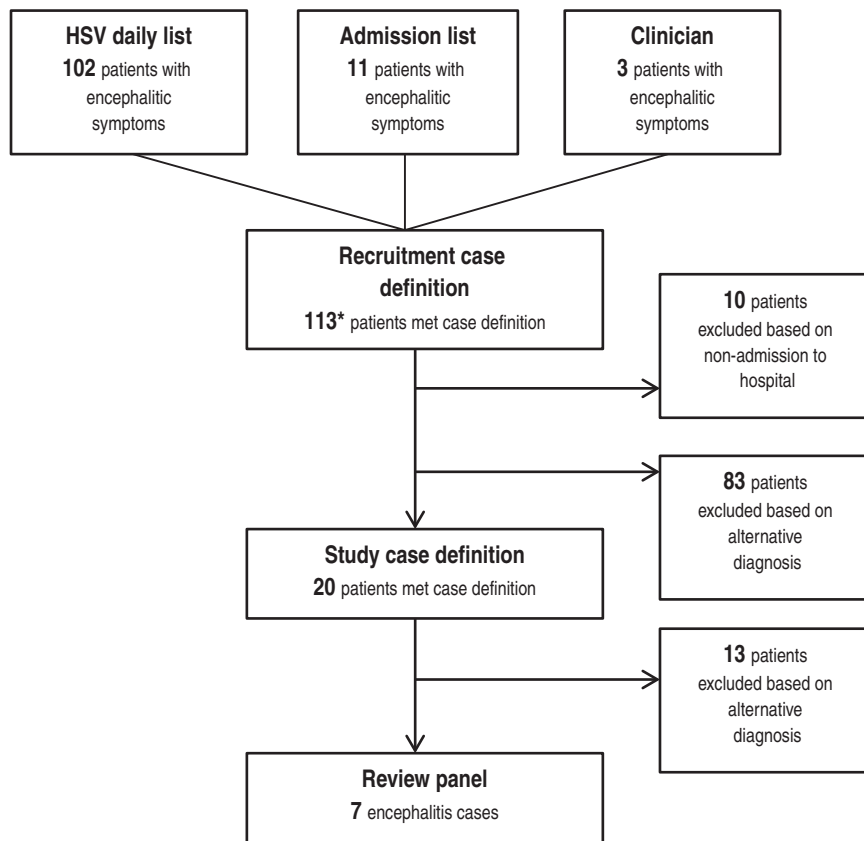 HSV daily list
102 patients with
encephalitic
symptoms
Admission list
11 patients with
encephalitic
symptoms
Clinician
3 patients with
encephalitic
symptoms
Recruitment case
definition
113* patients met case definition
10 patients
excluded based on
non-admission to
hospital
83 patients
excluded based on
alternative
diagnosis
Study case definition
20 patients met case definition
13 patients
excluded based on
alternative
diagnosis
Review panel
7 encephalitis cases